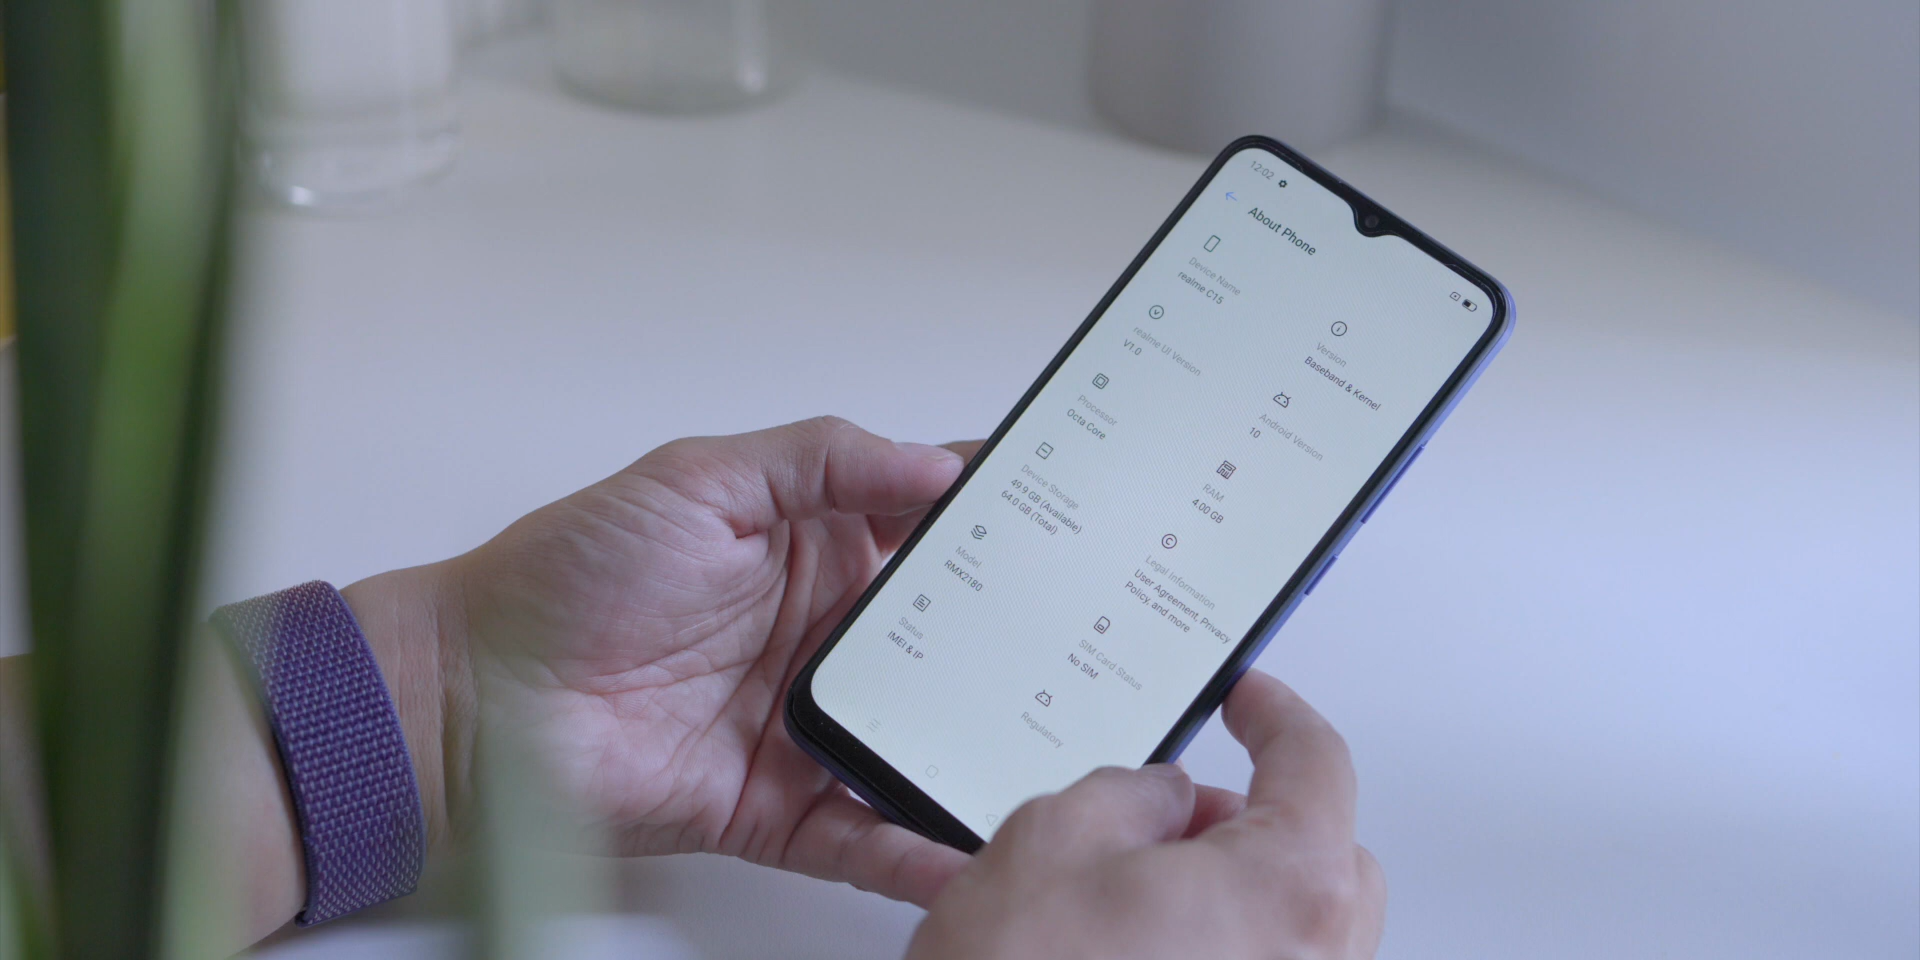 12:02
About Phone
Device Name
realme C15
Version
Baseband & Kernel
realme UI Version
V1.0
Android Version
10
Processor
Octa Core
RAM
4.00 GB
Device Storage
49.9 GB (Available)
64.0 GB (Total)
Legal Information
User Agreement, Privacy
Policy, and more
Model
RMX2180
SIM Card Status
No SIM
Status
IMEI & IP
Regulatory